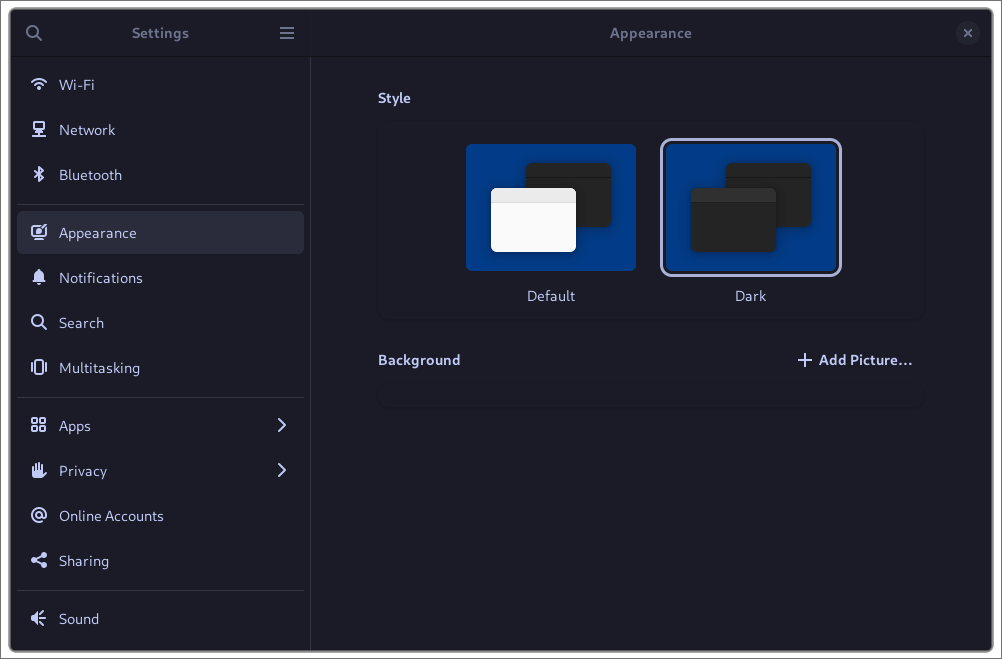 Settings
Appearance
Wi-Fi
Network
Bluetooth
Appearance
Notifications
Search
Multitasking
Apps
Privacy
Online Accounts
Sharing
Sound
Style
Default
Dark
Background
Add Picture…